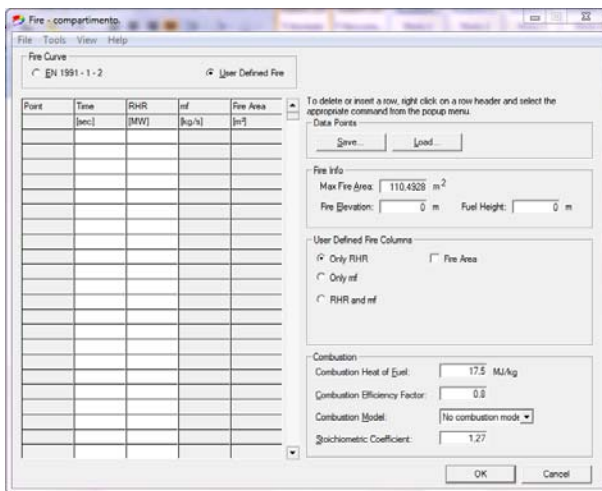 Fire - compartimento.
File Tools View Help
Fire Curve
EN 1991 - 1 - 2 User Defined Fire
Point Time RHR mf Fire Area
[sec] [MW] [kg/s] [m²]
To delete or insert a row, right click on a row header and select the
appropriate command from the popup menu.
Data Points
Save... Load...
Fire Info
Max Fire Area: 110,4928 m2
Fire Elevation: 0 m Fuel Height: 0 m
User Defined Fire Columns
Only RHR Fire Area
Only mf
RHR and mf
Combustion
Combustion Heat of Fuel: 17.5 MJ/kg
Combustion Efficiency Factor: 0.8
Combustion Model: No combustion mode
Stoichiometric Coefficient: 1,27
OK Cancel